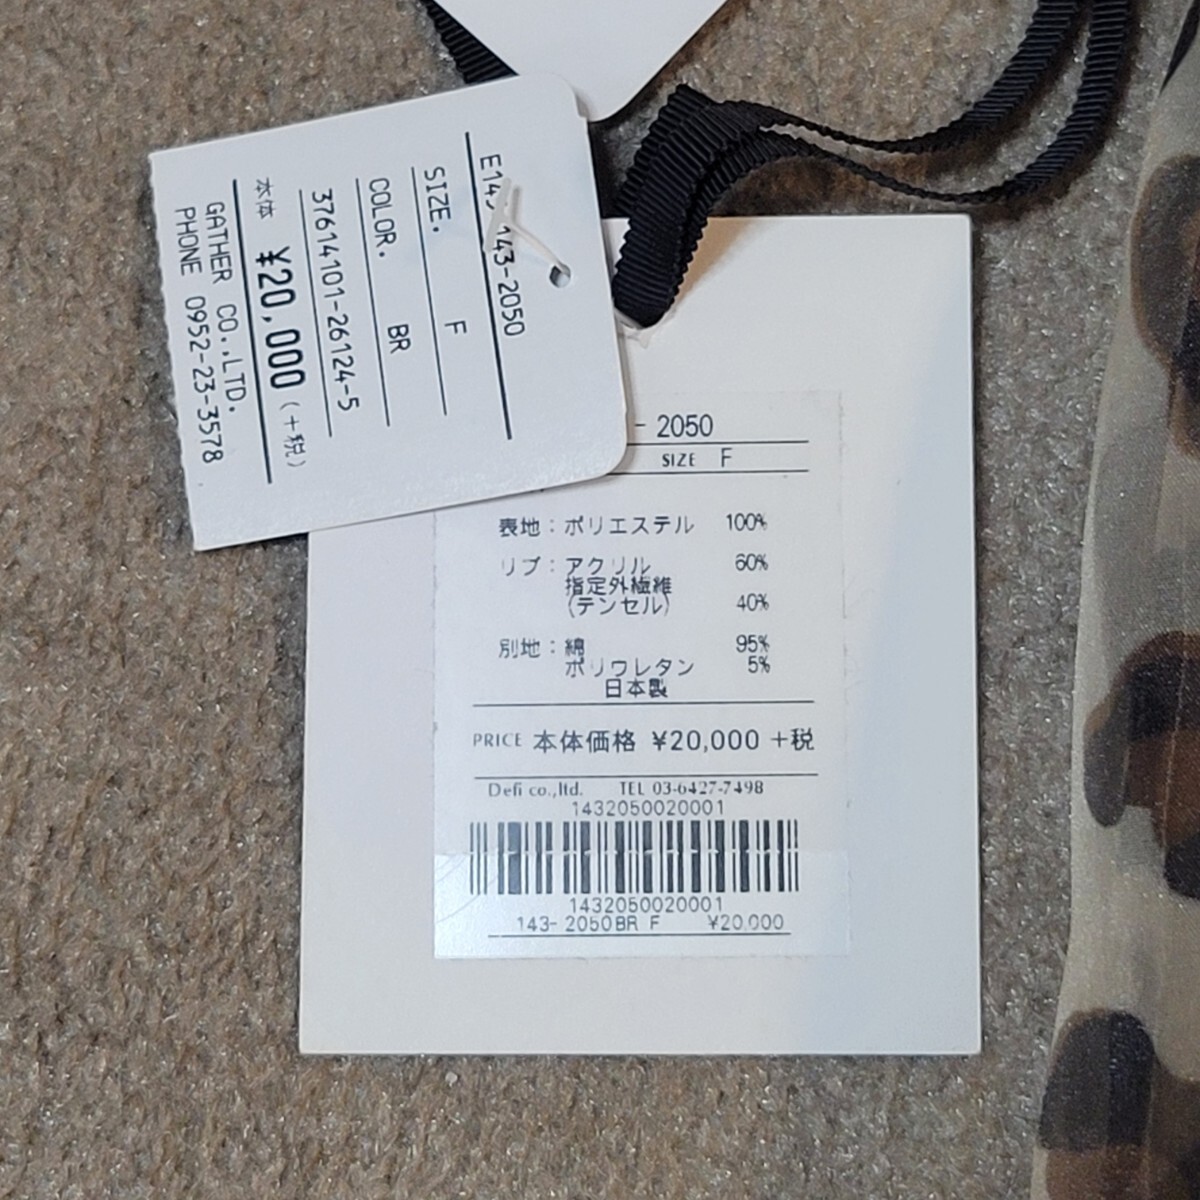 143-2050
SIZE. F
COLOR. BR
37614101-26124-5
本体 ¥20,000 (+税)
GATHER CO.,LTD.
PHONE 0952-23-3578
- 2050
SIZE F
表地：ポリエステル 100%
リブ：アクリル 60%
指定外繊維
(テンセル) 40%
別地：綿 95%
ポリウレタン 5%
日本製
PRICE 本体価格 ¥20,000 +税
Defi co.,ltd. TEL 03-6427-7498
1432050020001
1432050020001
143- 2050BR F ¥20,000